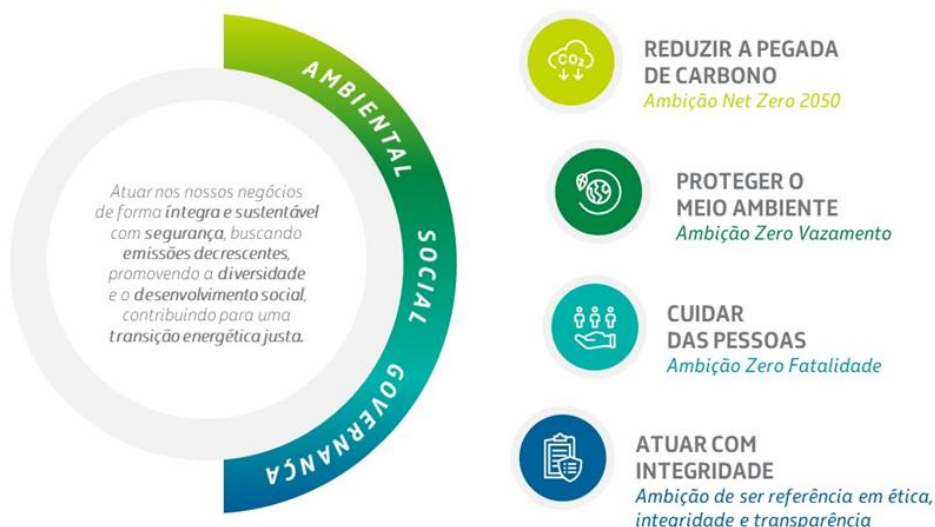 AMBIENTAL
SOCIAL
GOVERNANÇA
Atuar nos nossos negócios
de forma íntegra e sustentável
com segurança, buscando
emissões decrescentes,
promovendo a diversidade
e o desenvolvimento social,
contribuindo para uma
transição energética justa.
CO2
REDUZIR A PEGADA
DE CARBONO
Ambição Net Zero 2050
PROTEGER O
MEIO AMBIENTE
Ambição Zero Vazamento
CUIDAR
DAS PESSOAS
Ambição Zero Fatalidade
ATUAR COM
INTEGRIDADE
Ambição de ser referência em ética,
integridade e transparência